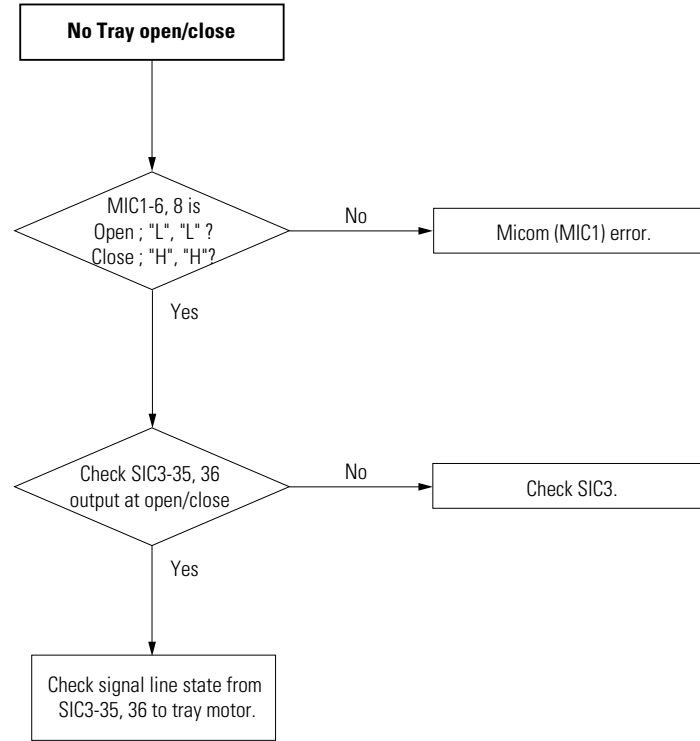 No Tray open/close
MIC1-6, 8 is
Open ; "L", "L" ?
Close ; "H", "H"?
No
Micom (MIC1) error.
Yes
Check SIC3-35, 36
output at open/close
No
Check SIC3.
Yes
Check signal line state from
SIC3-35, 36 to tray motor.